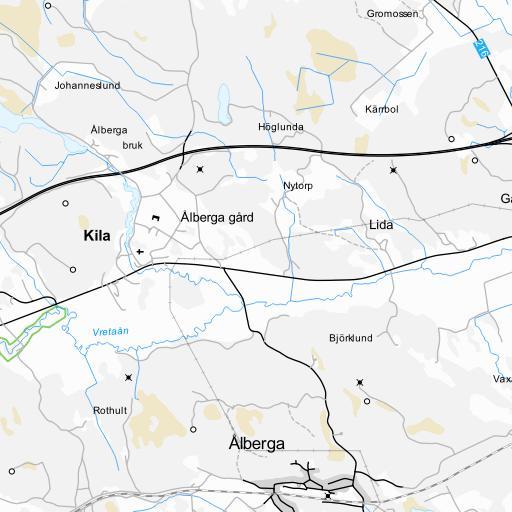 Gromossen
216
Johanneslund
Kärrbol
Ålberga
bruk
Höglunda
Nytorp
Ga
Ålberga gård
Lida
Kila
Vretaån
Björklund
Vax
Rothult
Ålberga